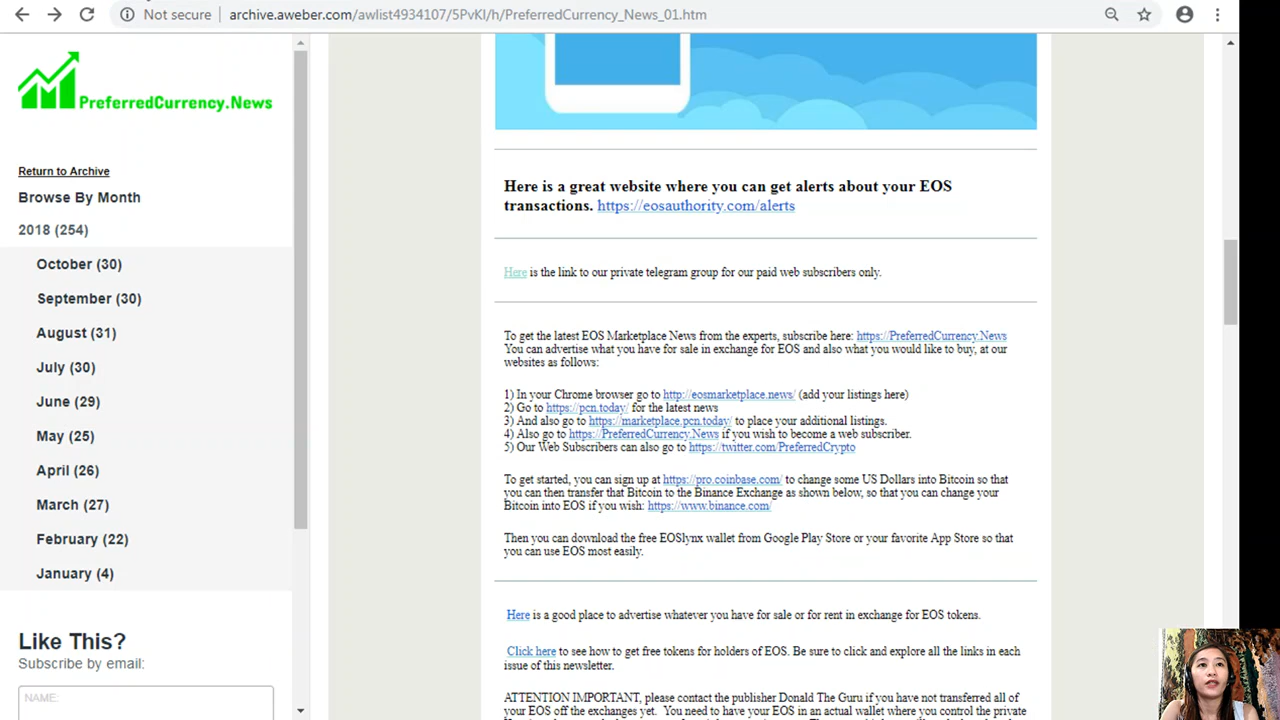 Not secure
archive.aweber.com/awlist4934107/5PvKl/h/PreferredCurrency_News_01.htm
PreferredCurrency.News
Return to Archive
Browse By Month
2018 (254)
October (30)
September (30)
August (31)
July (30)
June (29)
May (25)
April (26)
March (27)
February (22)
January (4)
Like This?
Subscribe by email:
NAME:
Here is a great website where you can get alerts about your EOS
transactions. https://eosauthority.com/alerts
Here is the link to our private telegram group for our paid web subscribers only.
To get the latest EOS Marketplace News from the experts, subscribe here: https://PreferredCurrency.News
You can advertise what you have for sale in exchange for EOS and also what you would like to buy, at our
websites as follows:
1) In your Chrome browser go to http://eosmarketplace.news/ (add your listings here)
2) Go to https://pcn.today/ for the latest news
3) And also go to https://marketplace.pcn.today/ to place your additional listings.
4) Also go to https://PreferredCurrency.News if you wish to become a web subscriber.
5) Our Web Subscribers can also go to https://twitter.com/PreferredCrypto
To get started, you can sign up at https://pro.coinbase.com/ to change some US Dollars into Bitcoin so that
you can then transfer that Bitcoin to the Binance Exchange as shown below, so that you can change your
Bitcoin into EOS if you wish: https://www.binance.com/
Then you can download the free EOSlynx wallet from Google Play Store or your favorite App Store so that
you can use EOS most easily.
Here is a good place to advertise whatever you have for sale or for rent in exchange for EOS tokens.
Click here to see how to get free tokens for holders of EOS. Be sure to click and explore all the links in each
issue of this newsletter.
ATTENTION IMPORTANT, please contact the publisher Donald The Guru if you have not transferred all of
your EOS off the exchanges yet. You need to have your EOS in an actual wallet where you control the private